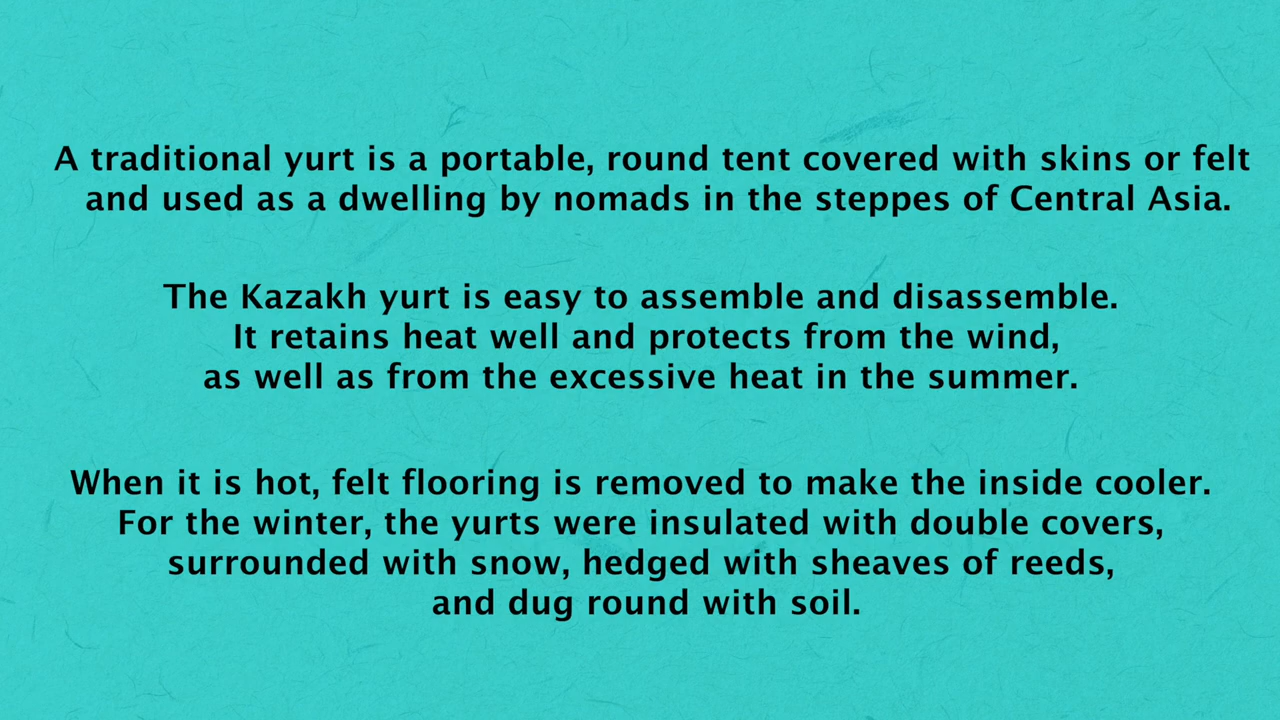 A traditional yurt is a portable, round tent covered with skins or felt
and used as a dwelling by nomads in the steppes of Central Asia.
The Kazakh yurt is easy to assemble and disassemble.
It retains heat well and protects from the wind,
as well as from the excessive heat in the summer.
When it is hot, felt flooring is removed to make the inside cooler.
For the winter, the yurts were insulated with double covers,
surrounded with snow, hedged with sheaves of reeds,
and dug round with soil.